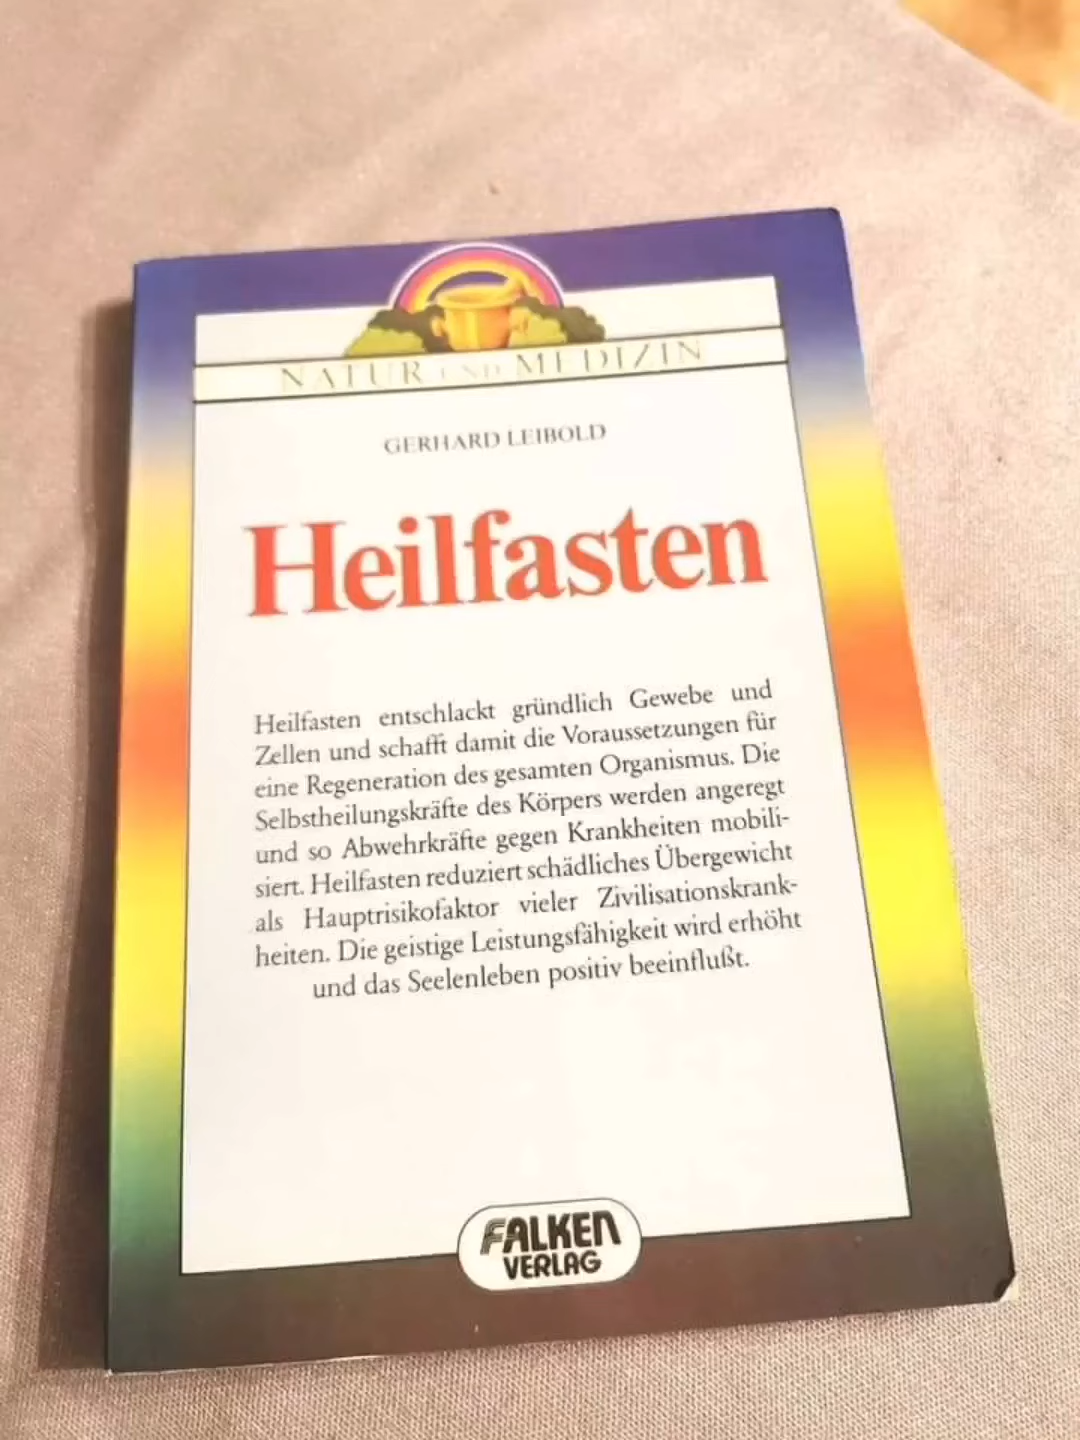 NATUR UND MEDIZIN
GERHARD LEIBOLD
Heilfasten
Heilfasten entschlackt gründlich Gewebe und
Zellen und schafft damit die Voraussetzungen für
eine Regeneration des gesamten Organismus. Die
Selbstheilungskräfte des Körpers werden angeregt
und so Abwehrkräfte gegen Krankheiten mobili-
siert. Heilfasten reduziert schädliches Übergewicht
als Hauptrisikofaktor vieler Zivilisationskrank-
heiten. Die geistige Leistungsfähigkeit wird erhöht
und das Seelenleben positiv beeinflußt.
FALKEN
VERLAG